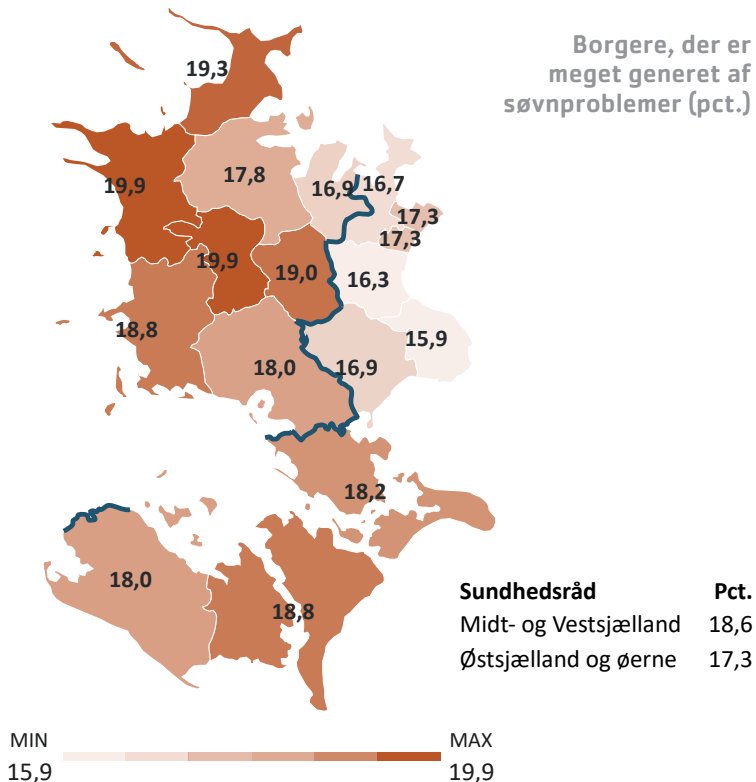 Borgere, der er
meget generet af
søvnproblemer (pct.)
19,3
19,9
17,8
16,9
16,7
17,3
17,3
19,9
19,0
16,3
18,8
18,0
16,9
15,9
18,2
18,0
18,8
Sundhedsråd Pct.
Midt- og Vestsjælland 18,6
Østsjælland og øerne 17,3
MIN MAX
15,9 19,9